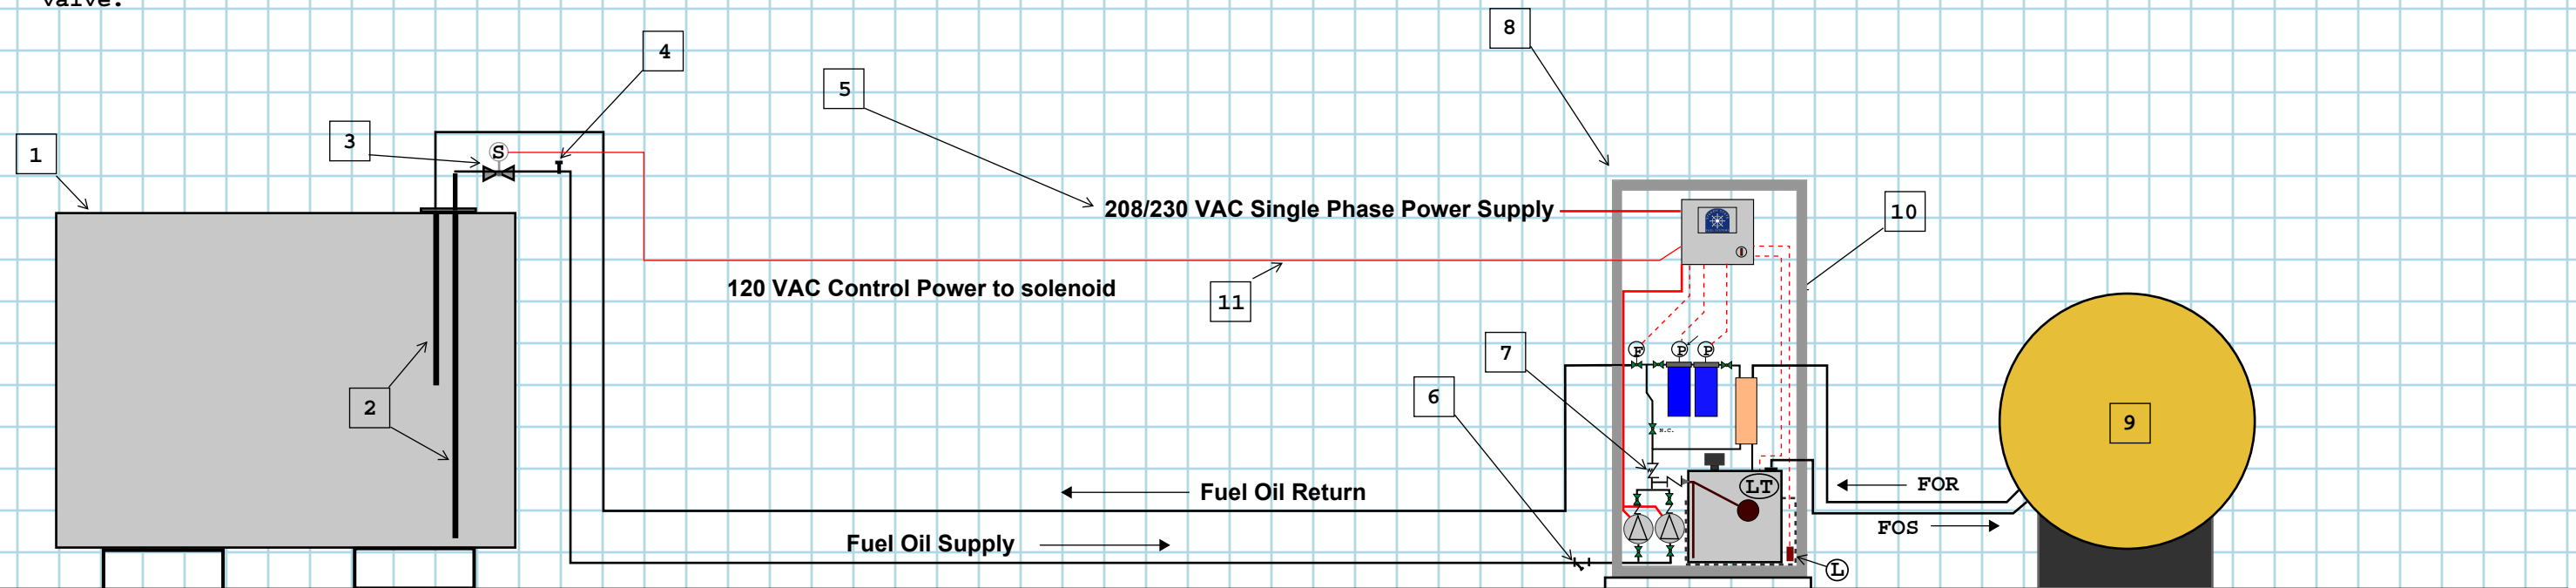 valve.
8
4
5
3
1
S
208/230 VAC Single Phase Power Supply
10
120 VAC Control Power to solenoid
11
7
F
P
P
6
2
9
N.C.
Fuel Oil Return
LT
FOR
FOS
Fuel Oil Supply
L